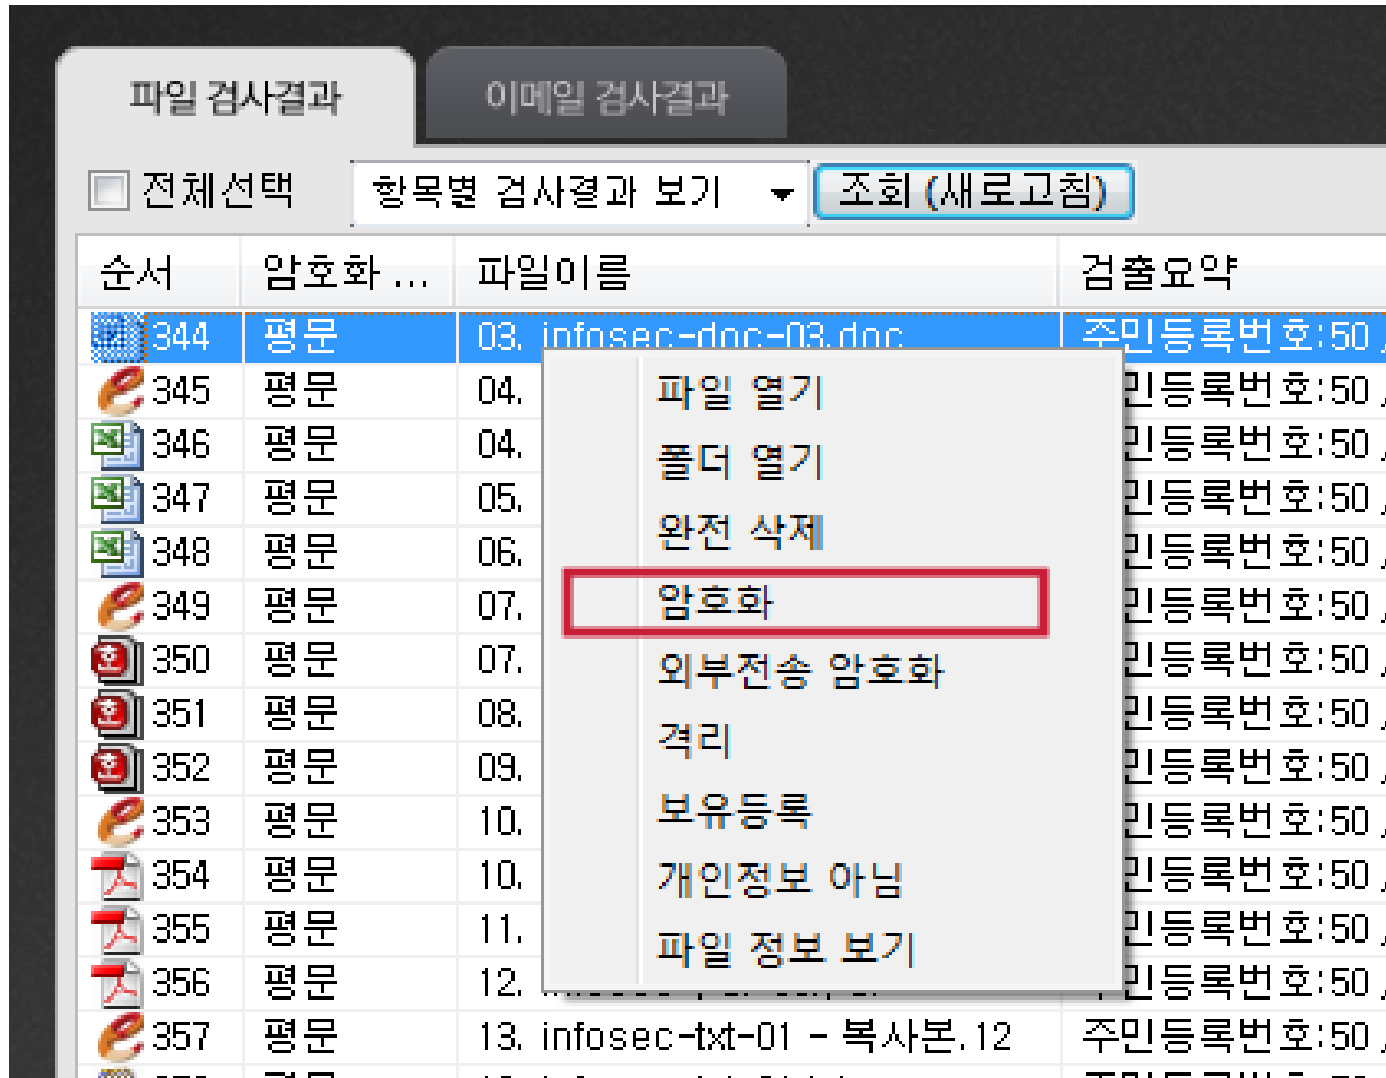 파일 검사결과 이메일 검사결과
전체선택 항목별 검사결과 보기 조회 (새로고침)
순서 암호화 ... 파일이름 검출요약
344 평문 03. infosec-doc-03.doc 주민등록번호:50 ,
345 평문 04. 파일 열기 민등록번호:50 ,
346 평문 04. 폴더 열기 민등록번호:50 ,
347 평문 05. 완전 삭제 민등록번호:50 ,
348 평문 06. 민등록번호:50 ,
349 평문 07. 암호화 민등록번호:50 ,
350 평문 07. 외부전송 암호화 민등록번호:50 ,
351 평문 08. 격리 민등록번호:50 ,
352 평문 09. 민등록번호:50 ,
353 평문 10. 보유등록 민등록번호:50 ,
354 평문 10. 개인정보 아님 민등록번호:50 ,
355 평문 11. 파일 정보 보기 민등록번호:50 ,
356 평문 12. 민등록번호:50 ,
357 평문 13. infosec-txt-01 - 복사본.12 주민등록번호:50 ,